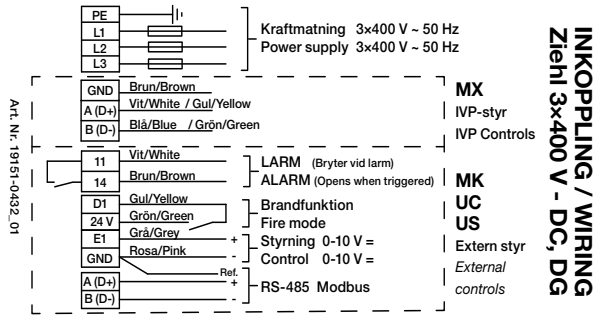 INKOPPLING / WIRING
Ziehl 3×400 V - DC, DG
PE
L1
L2
L3
Kraftmatning 3×400 V ~ 50 Hz
Power supply 3×400 V ~ 50 Hz
GND Brun/Brown
A (D+) Vit/White / Gul/Yellow
B (D-) Blå/Blue / Grön/Green
MX
IVP-styr
IVP Controls
11 Vit/White
14 Brun/Brown
LARM (Bryter vid larm)
ALARM (Opens when triggered)
D1 Gul/Yellow
24 V Grön/Green
Brandfunktion
Fire mode
E1 Grå/Grey +
GND Rosa/Pink -
Styrning 0-10 V =
Control 0-10 V =
Ref.
A (D+) +
B (D-) -
RS-485 Modbus
MK
UC
US
Extern styr
External
controls
Art. Nr. 19151-0432_01